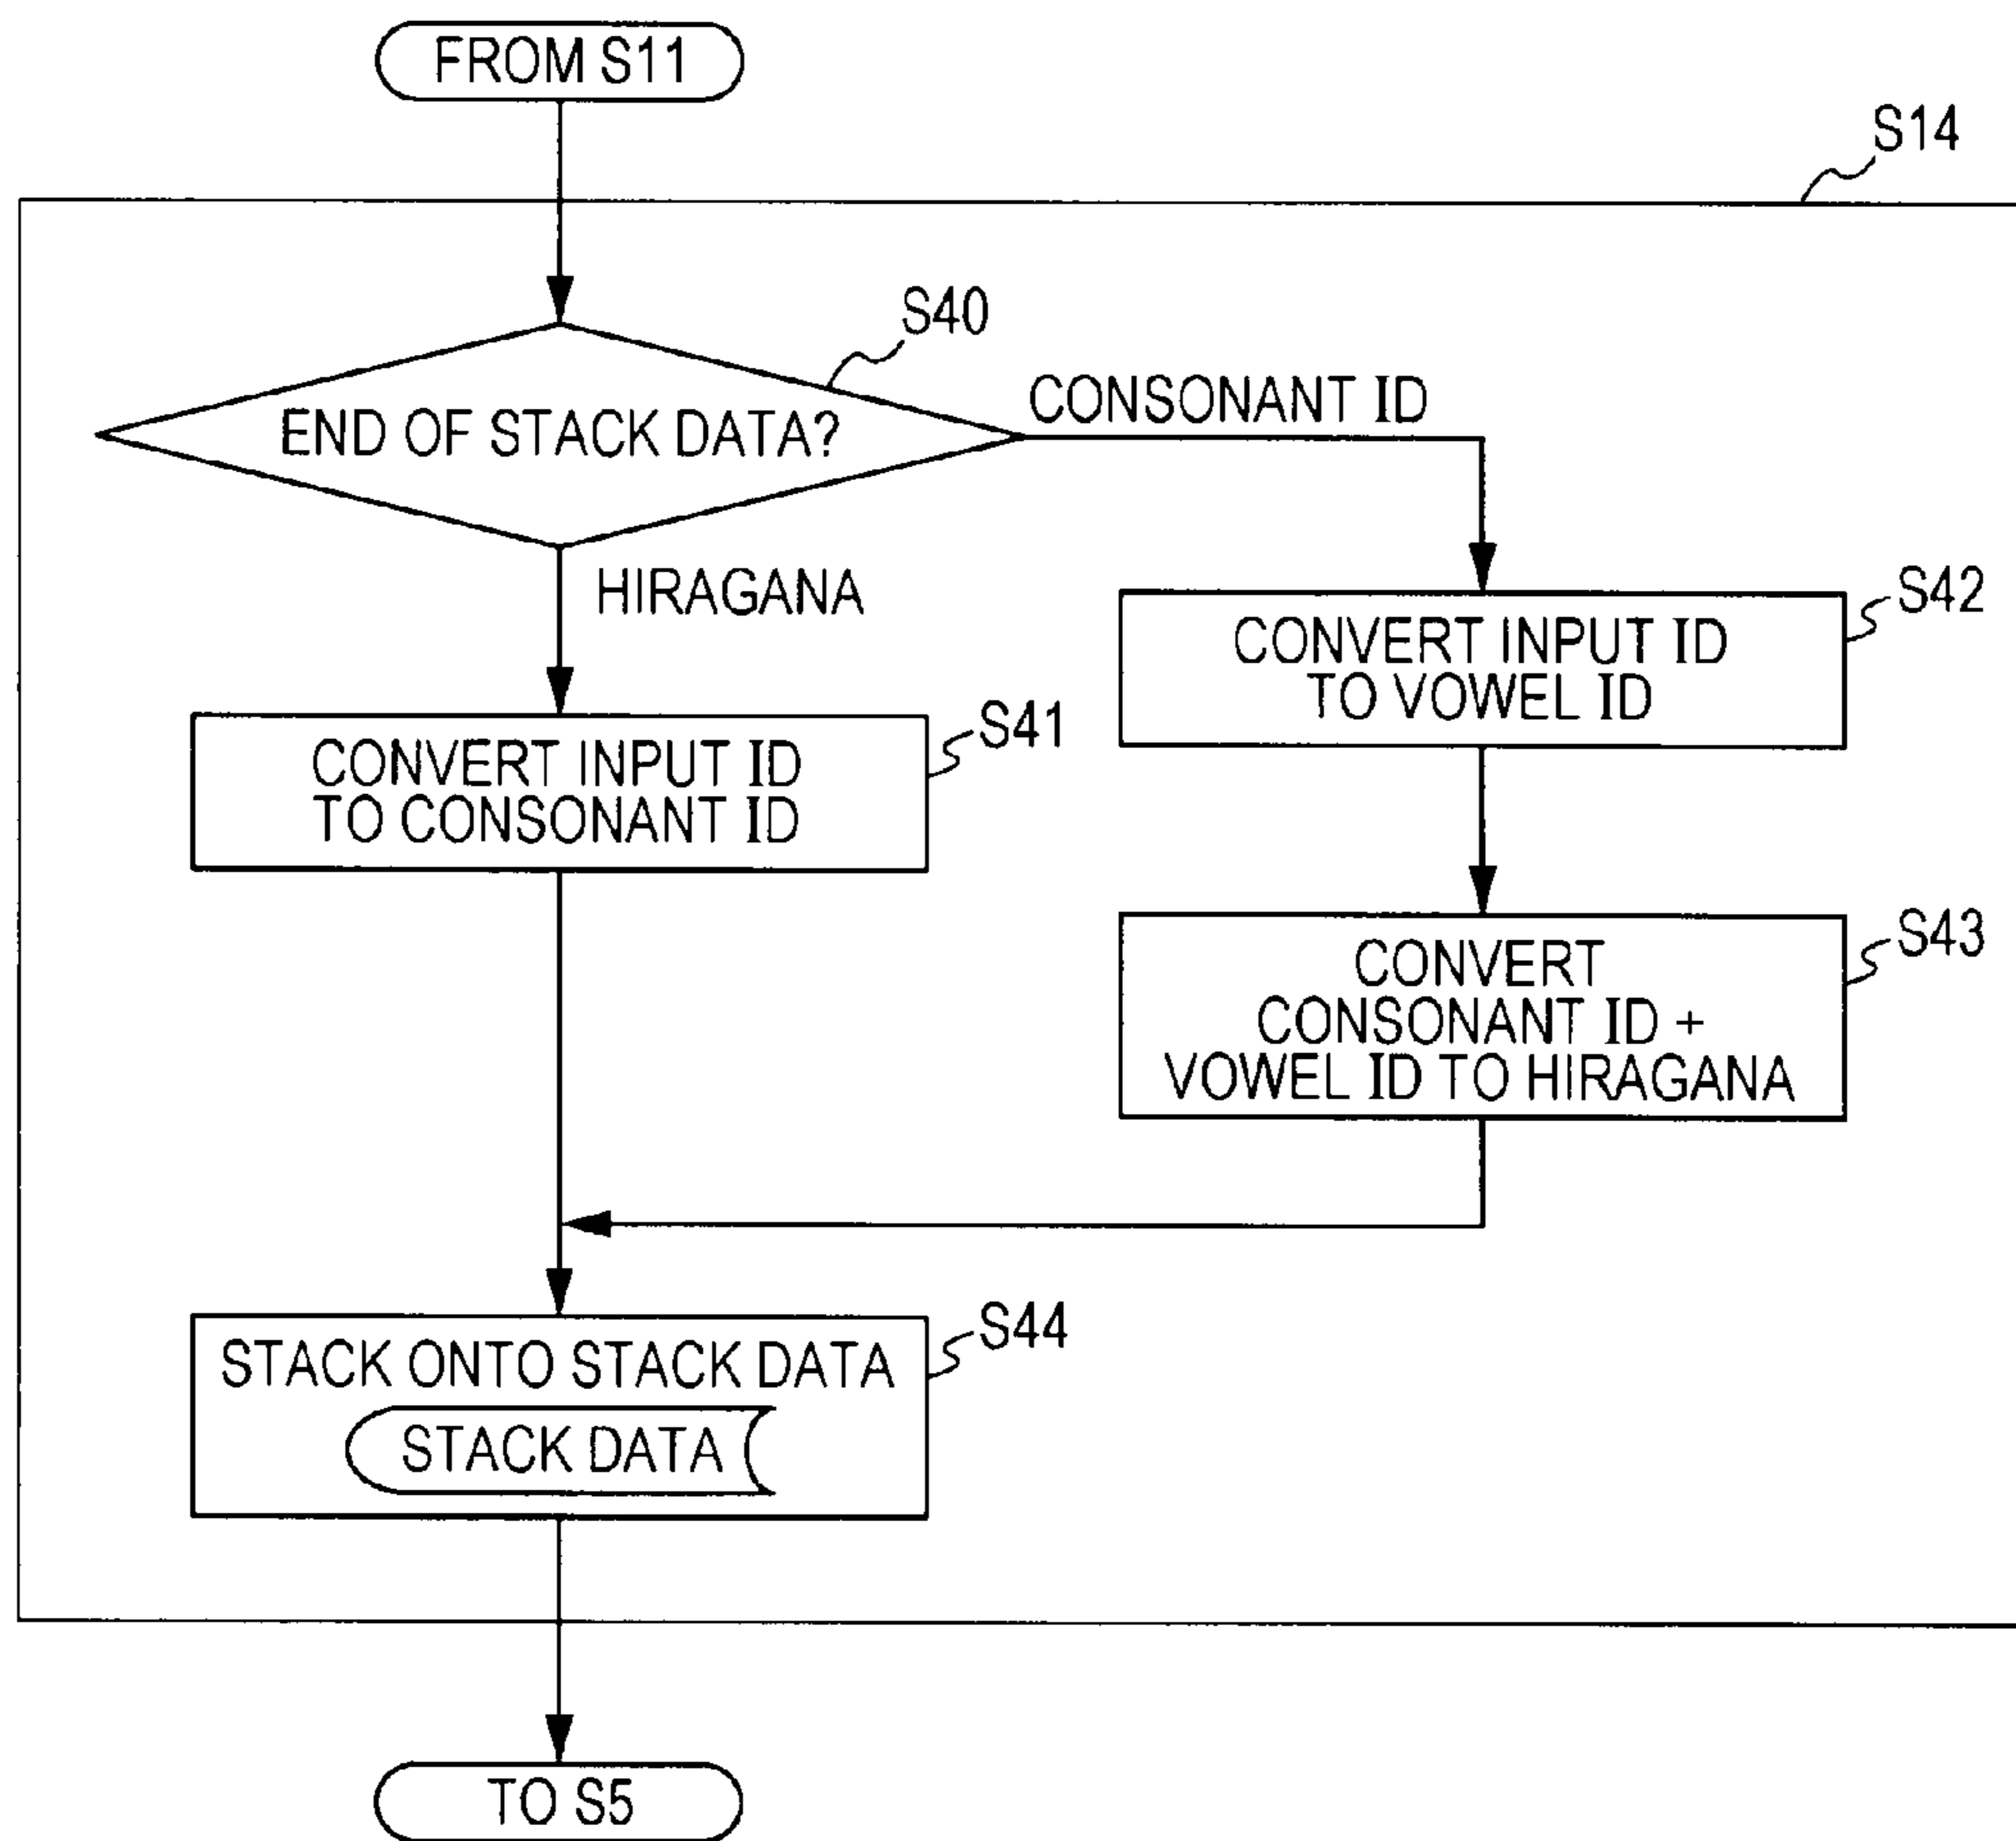 FROM S11
S14
S40
END OF STACK DATA?
CONSONANT ID
HIRAGANA
S42
CONVERT INPUT ID
TO VOWEL ID
S41
CONVERT INPUT ID
TO CONSONANT ID
S43
CONVERT
CONSONANT ID +
VOWEL ID TO HIRAGANA
S44
STACK ONTO STACK DATA
STACK DATA
TO S5